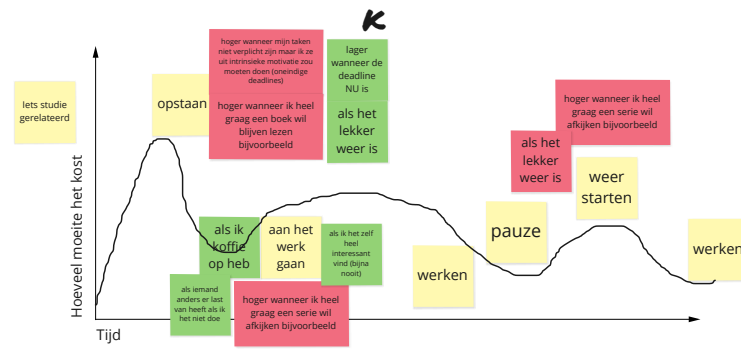 K
Iets studie
gerelateerd
opstaan
hoger wanneer mijn taken
niet verplicht zijn maar ik ze
uit intrinsieke motivatie zou
moeten doen (oneindige
deadlines)
hoger wanneer ik heel
graag een boek wil
blijven lezen
bijvoorbeeld
lager
wanneer de
deadline
NU is
als het
lekker
weer is
hoger wanneer ik heel
graag een serie wil
afkijken bijvoorbeeld
als het
lekker
weer is
weer
starten
als ik
koffie
op heb
aan het
werk
gaan
als ik het zelf
heel
interessant
vind (bijna
nooit)
als iemand
anders er last
van heeft als ik
het niet doe
hoger wanneer ik heel
graag een serie wil
afkijken bijvoorbeeld
werken
pauze
werken
Hoeveel moeite het kost
Tijd